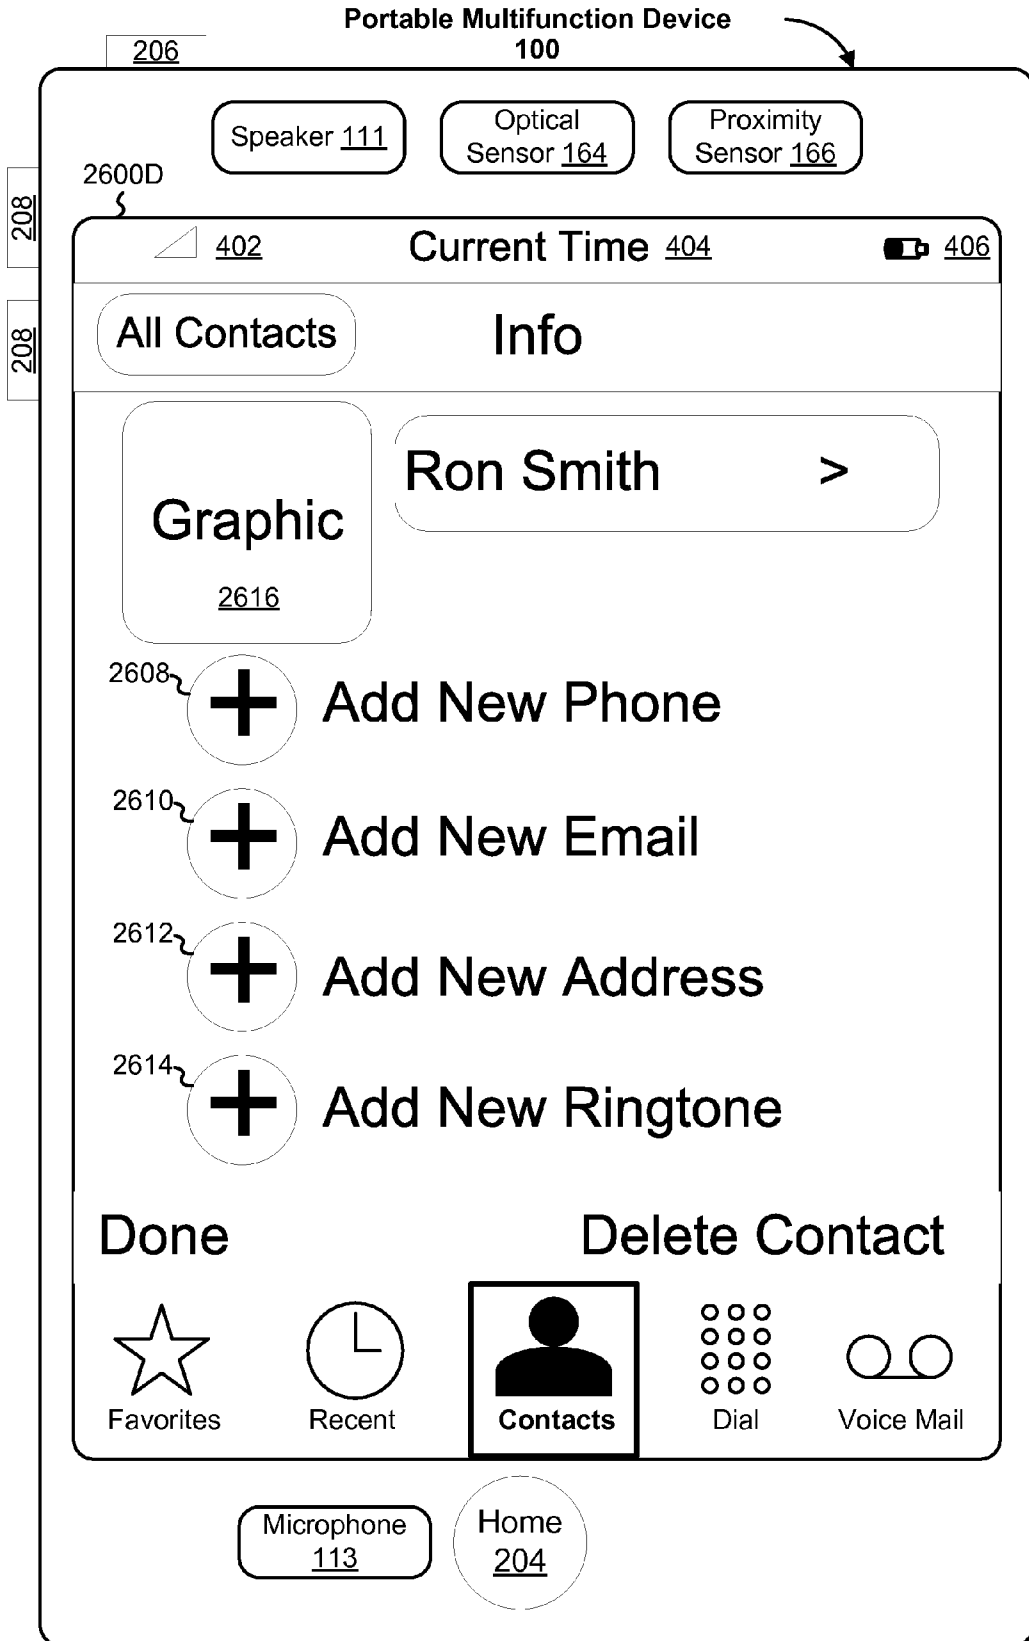 Portable Multifunction Device
100
206
Speaker 111
Optical
Sensor 164
Proximity
Sensor 166
2600D
208
208
402
Current Time 404
406
All Contacts
Info
Graphic
2616
Ron Smith >
2608
Add New Phone
2610
Add New Email
2612
Add New Address
2614
Add New Ringtone
Done
Delete Contact
Favorites
Recent
Contacts
Dial
Voice Mail
Microphone
113
Home
204